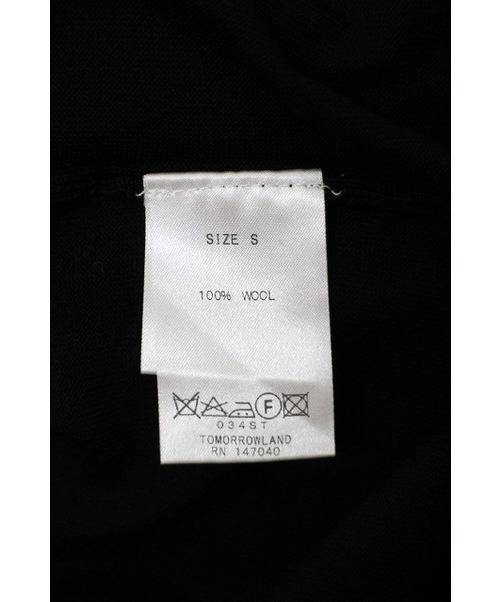 SIZE S
100% WOOL
F
034ST
TOMORROWLAND
RN 147040